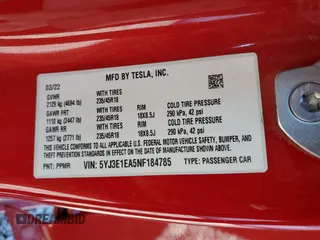 MFD BY TESLA, INC.
03/22
GVWR WITH TIRES
2129 kg (4694 lb) 235/45R18
GAWR FRT WITH TIRES RIM COLD TIRE PRESSURE
1110 kg (2447 lb) 235/45R18 18X8.5J 290 kPa, 42 psi
GAWR RR WITH TIRES RIM COLD TIRE PRESSURE
1257 kg (2771 lb) 235/45R18 18X8.5J 290 kPa, 42 psi
THIS VEHICLE CONFORMS TO ALL APPLICABLE
FEDERAL MOTOR VEHICLE SAFETY, BUMPER,
AND THEFT PREVENTION STANDARDS IN EFFECT
ON THE DATE OF MANUFACTURE SHOWN ABOVE.
PNT: PPMR VIN: 5YJ3E1EA5NF184785 TYPE: PASSENGER CAR
DREAMBID